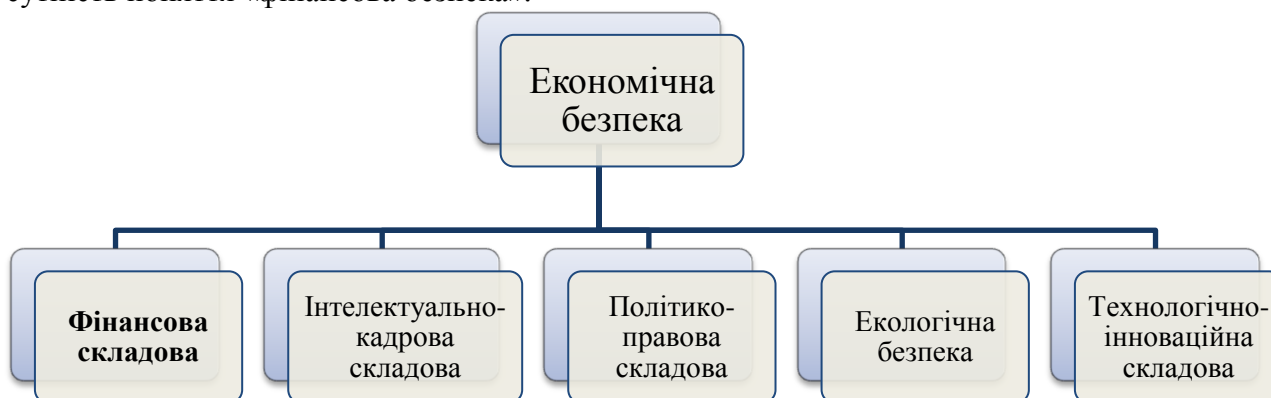 сутність поняття «фінансова безпека».
Економічна
безпека
Фінансова
складова
Інтелектуально-
кадрова
складова
Політико-
правова
складова
Екологічна
безпека
Технологічно-
інноваційна
складова